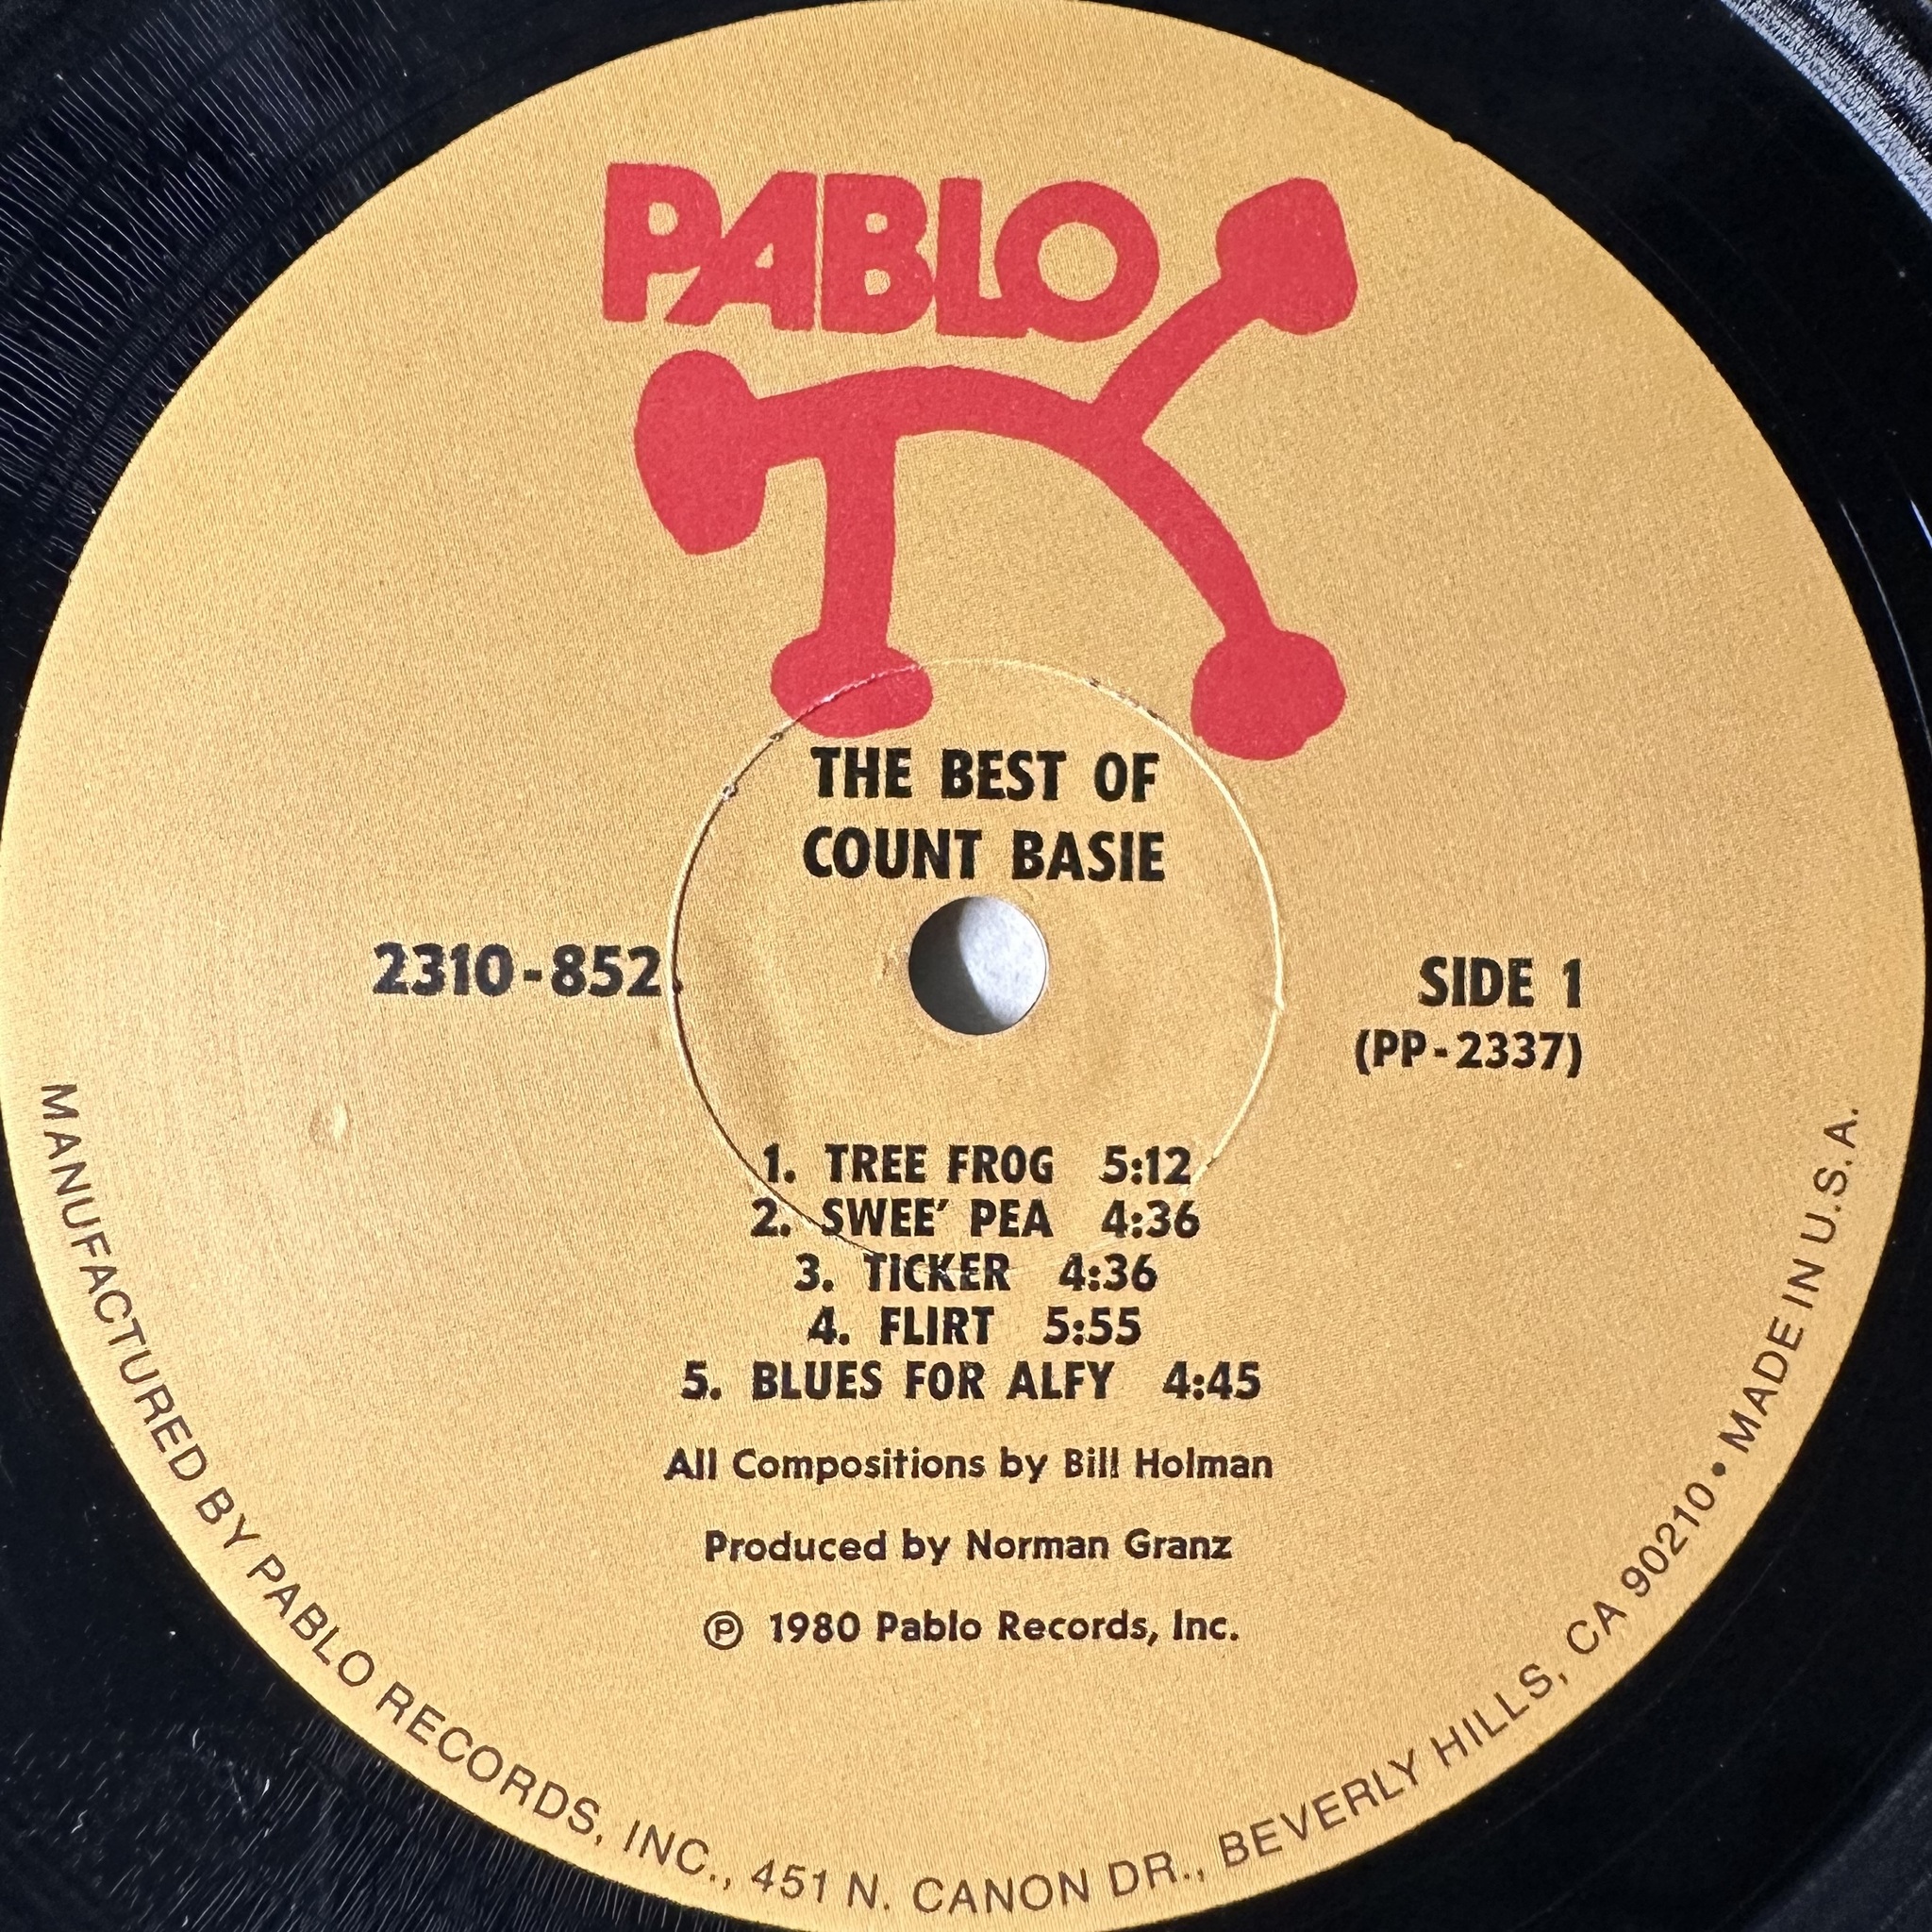 PABLO
THE BEST OF
COUNT BASIE
2310-852
SIDE 1
(PP-2337)
1. TREE FROG 5:12
2. SWEE' PEA 4:36
3. TICKER 4:36
4. FLIRT 5:55
5. BLUES FOR ALFY 4:45
All Compositions by Bill Holman
Produced by Norman Granz
℗ 1980 Pablo Records, Inc.
MANUFACTURED BY PABLO RECORDS, INC., 451 N. CANON DR., BEVERLY HILLS, CA 90210 • MADE IN U.S.A.